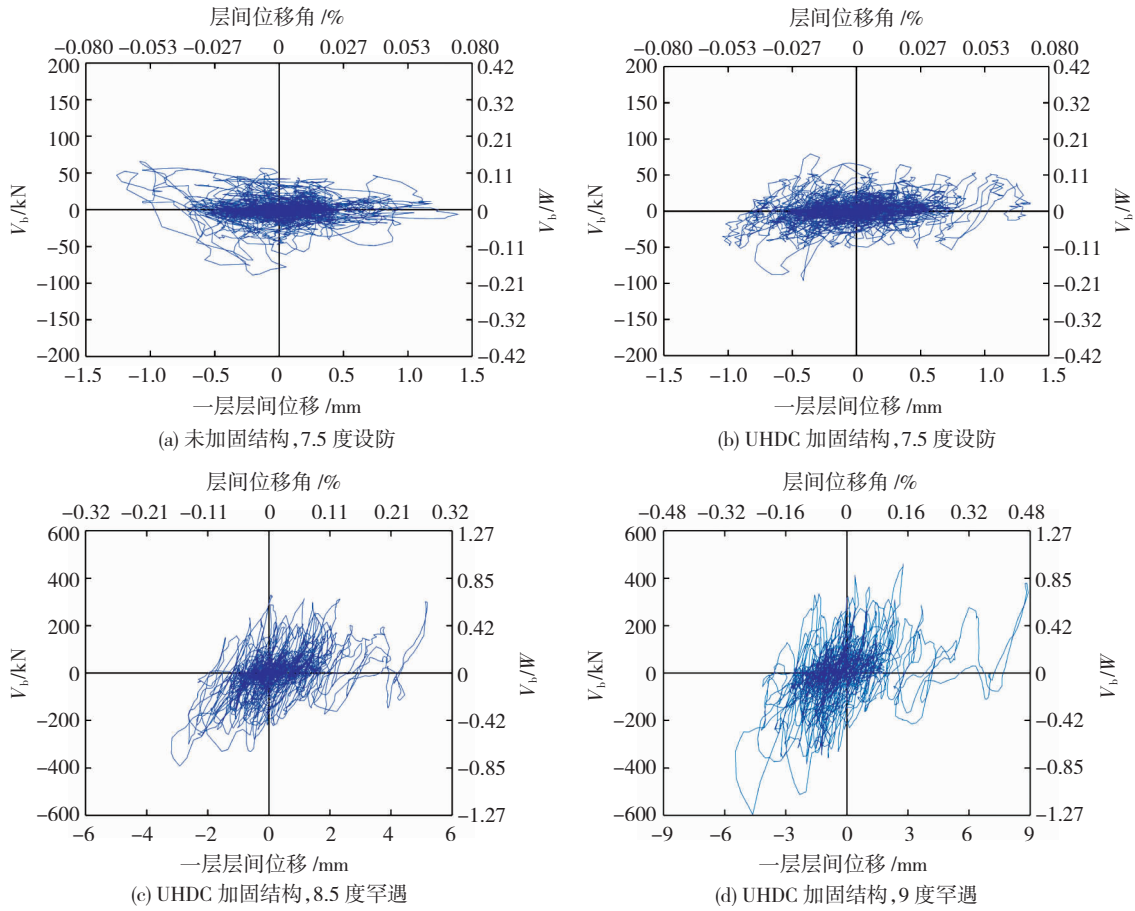 层间位移角 /%
-0.080 -0.053 -0.027 0 0.027 0.053 0.080
200 150 100 50 0 -50 -100 -150 -200
V_b/kN
0.42 0.32 0.21 0.11 0 -0.11 -0.21 -0.32 -0.42
V_b/W
-1.5 -1.0 -0.5 0 0.5 1.0 1.5
一层层间位移 /mm
(a) 未加固结构,7.5 度设防
层间位移角 /%
-0.080 -0.053 -0.027 0 0.027 0.053 0.080
200 150 100 50 0 -50 -100 -150 -200
V_b/kN
0.42 0.32 0.21 0.11 0 -0.11 -0.21 -0.32 -0.42
V_b/W
-1.5 -1.0 -0.5 0 0.5 1.0 1.5
一层层间位移 /mm
(b) UHDC 加固结构,7.5 度设防
层间位移角 /%
-0.32 -0.21 -0.11 0 0.11 0.21 0.32
600 400 200 0 -200 -400 -600
V_b/kN
1.27 0.85 0.42 0 -0.42 -0.85 -1.27
V_b/W
-6 -4 -2 0 2 4 6
一层层间位移 /mm
(c) UHDC 加固结构,8.5 度罕遇
层间位移角 /%
-0.48 -0.32 -0.16 0 0.16 0.32 0.48
600 400 200 0 -200 -400 -600
V_b/kN
1.27 0.85 0.42 0 -0.42 -0.85 -1.27
V_b/W
-9 -6 -3 0 3 6 9
一层层间位移 /mm
(d) UHDC 加固结构,9 度罕遇